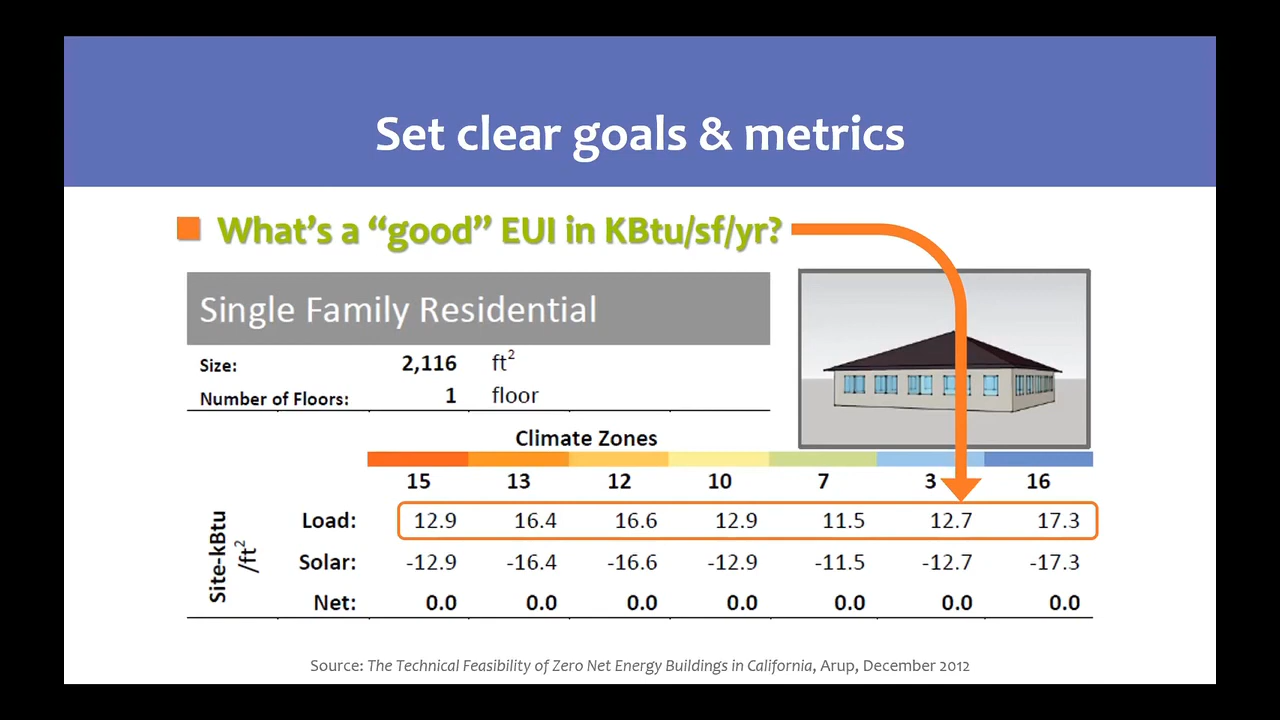 Set clear goals & metrics
What's a “good” EUI in KBtu/sf/yr?
Single Family Residential
Size: 2,116 ft²
Number of Floors: 1 floor
Climate Zones
15 13 12 10 7 3 16
Site-kBtu /ft²
Load: 12.9 16.4 16.6 12.9 11.5 12.7 17.3
Solar: -12.9 -16.4 -16.6 -12.9 -11.5 -12.7 -17.3
Net: 0.0 0.0 0.0 0.0 0.0 0.0 0.0
Source: The Technical Feasibility of Zero Net Energy Buildings in California, Arup, December 2012